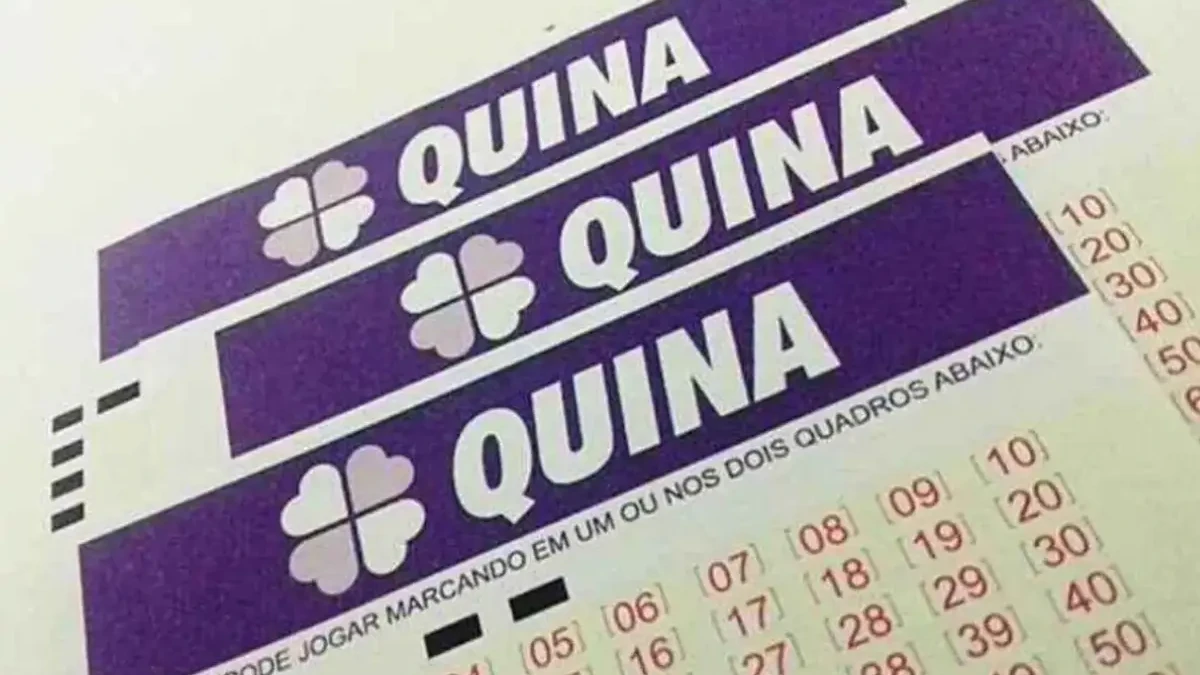 QUINA
QUINA
ABAIXO:
QUINA
PODE JOGAR MARCANDO EM UM OU NOS DOIS QUADROS ABAIXO:
[10]
[20]
[30]
[40]
[50
[05] [06] [07] [08] [09] [10]
[16] [17] [18] [19] [20]
[27] [28] [29] [30]
[39] [40]
[50]